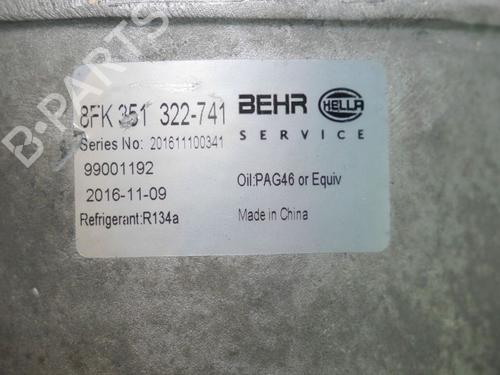 8FK 351 322-741
BEHR HELLA
SERVICE
Series No: 201611100341
99001192
2016-11-09
Oil:PAG46 or Equiv
Refrigerant:R134a
Made in China
B-PARTS